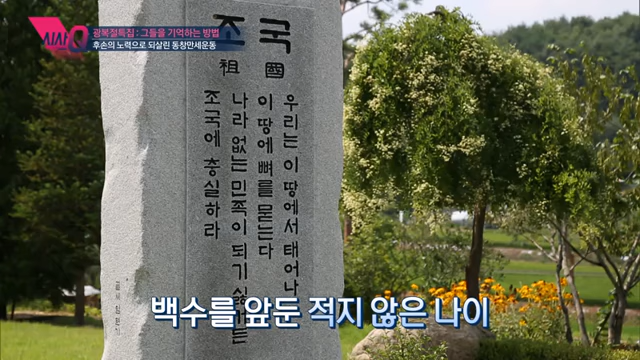 시사Q
광복절특집 : 그들을 기억하는 방법
후손의 노력으로 되살린 동창만세운동
조국
祖國
우리는 이 땅에서 태어나
이 땅에 뼈를 묻는다
나라 없는 민족이 되기
조국에 충실하라
백수를 앞둔 적지 않은 나이